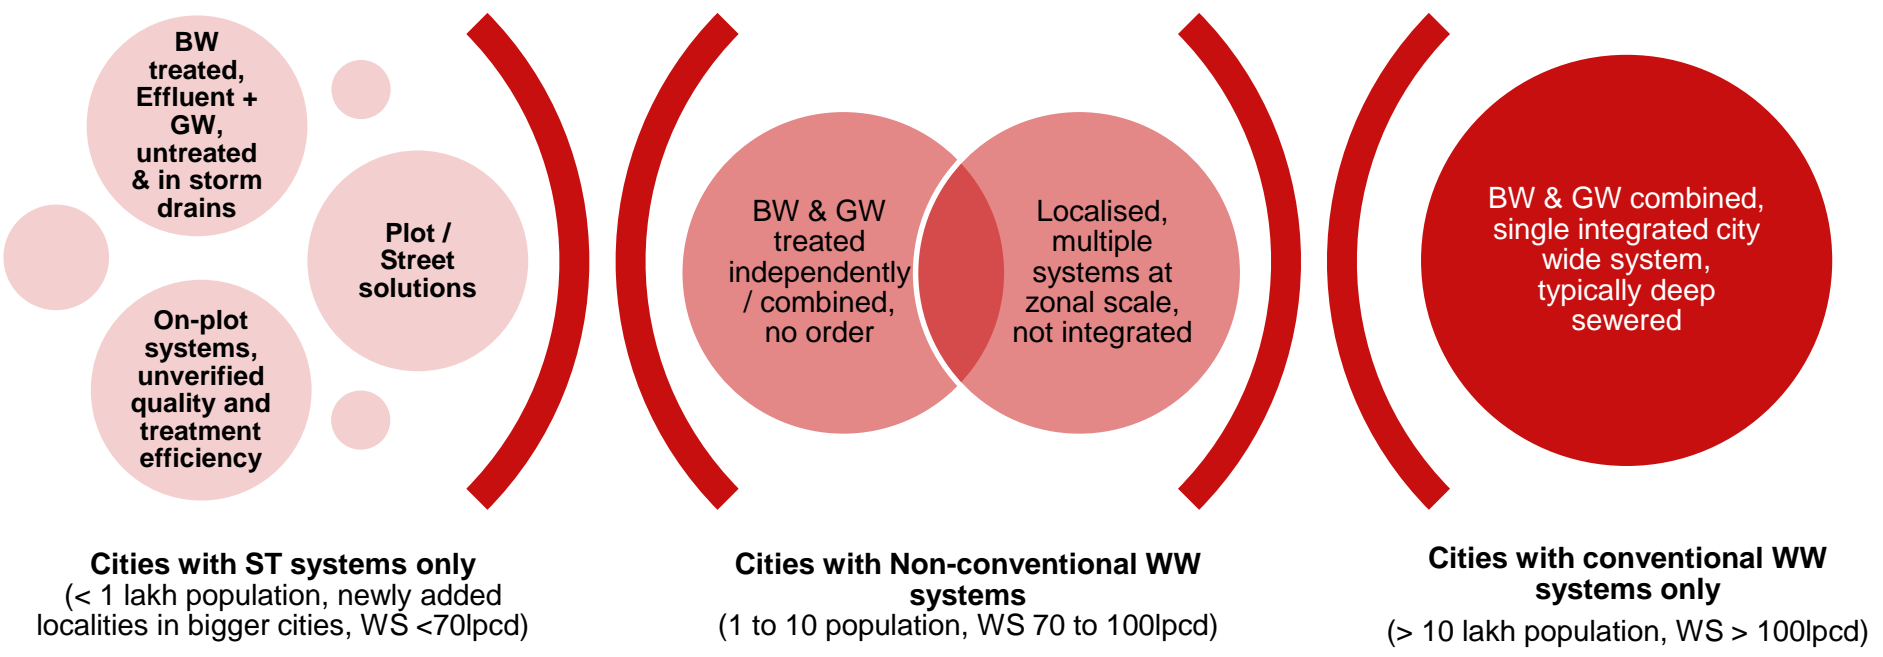 BW
treated,
Effluent +
GW,
untreated
& in storm
drains
Plot /
Street
solutions
On-plot
systems,
unverified
quality and
treatment
efficiency
Cities with ST systems only
(< 1 lakh population, newly added
localities in bigger cities, WS <70lpcd)
BW & GW
treated
independently
/ combined,
no order
Localised,
multiple
systems at
zonal scale,
not integrated
Cities with Non-conventional WW
systems
(1 to 10 population, WS 70 to 100lpcd)
BW & GW combined,
single integrated city
wide system,
typically deep
sewered
Cities with conventional WW
systems only
(> 10 lakh population, WS > 100lpcd)